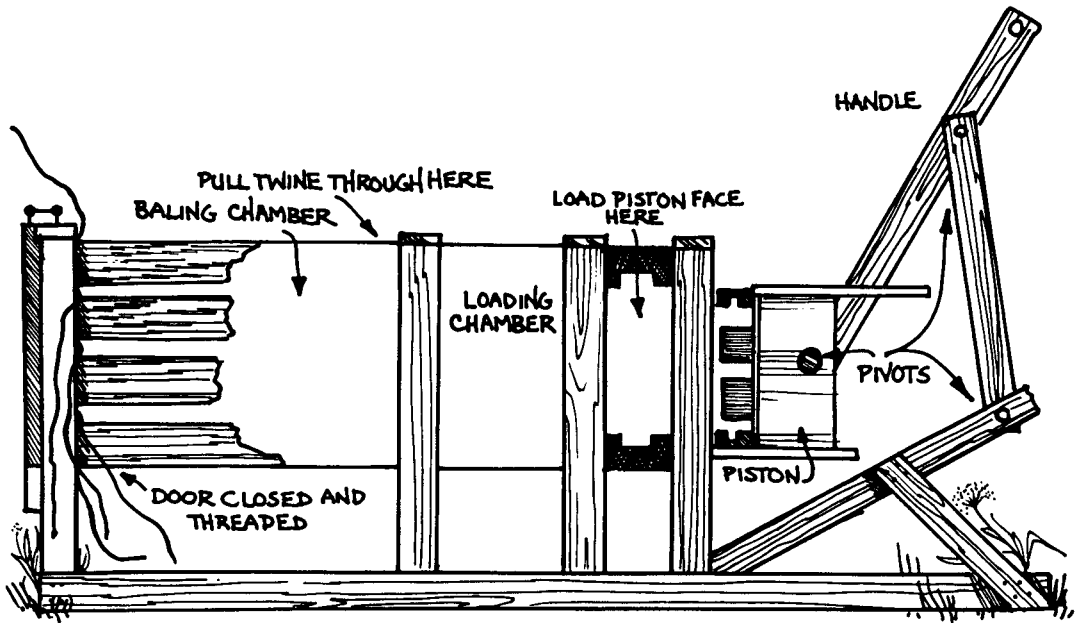 HANDLE
PULL TWINE THROUGH HERE
BALING CHAMBER
LOAD PISTON FACE
HERE
LOADING
CHAMBER
PIVOTS
PISTON
DOOR CLOSED AND
THREADED